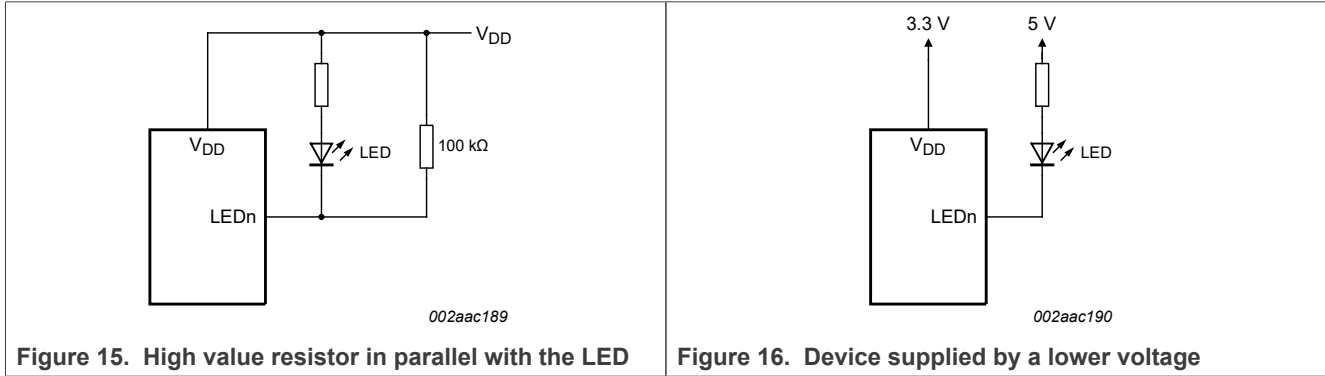 V_DD
V_DD
LED
100 kΩ
LEDn
002aac189
Figure 15. High value resistor in parallel with the LED
3.3 V
5 V
V_DD
LED
LEDn
002aac190
Figure 16. Device supplied by a lower voltage